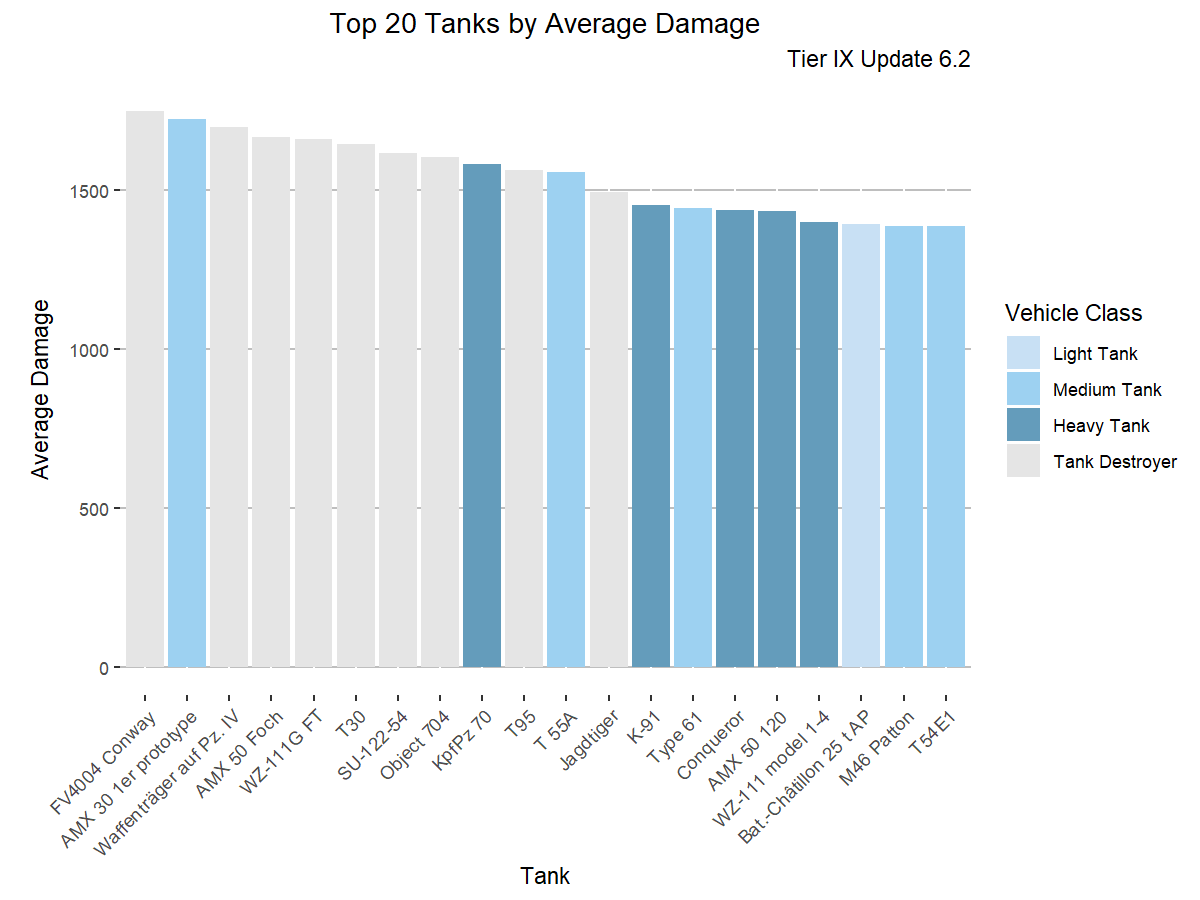 Top 20 Tanks by Average Damage
Tier IX Update 6.2
Average Damage
1500
1000
500
0
FV4004 Conway
AMX 30 1er prototype
Waffenträger auf Pz. IV
AMX 50 Foch
WZ-111G FT
T30
SU-122-54
Object 704
KpfPz 70
T95
T 55A
Jagdtiger
K-91
Type 61
Conqueror
AMX 50 120
WZ-111 model 1-4
Bat.-Châtillon 25 t AP
M46 Patton
T54E1
Tank
Vehicle Class
Light Tank
Medium Tank
Heavy Tank
Tank Destroyer